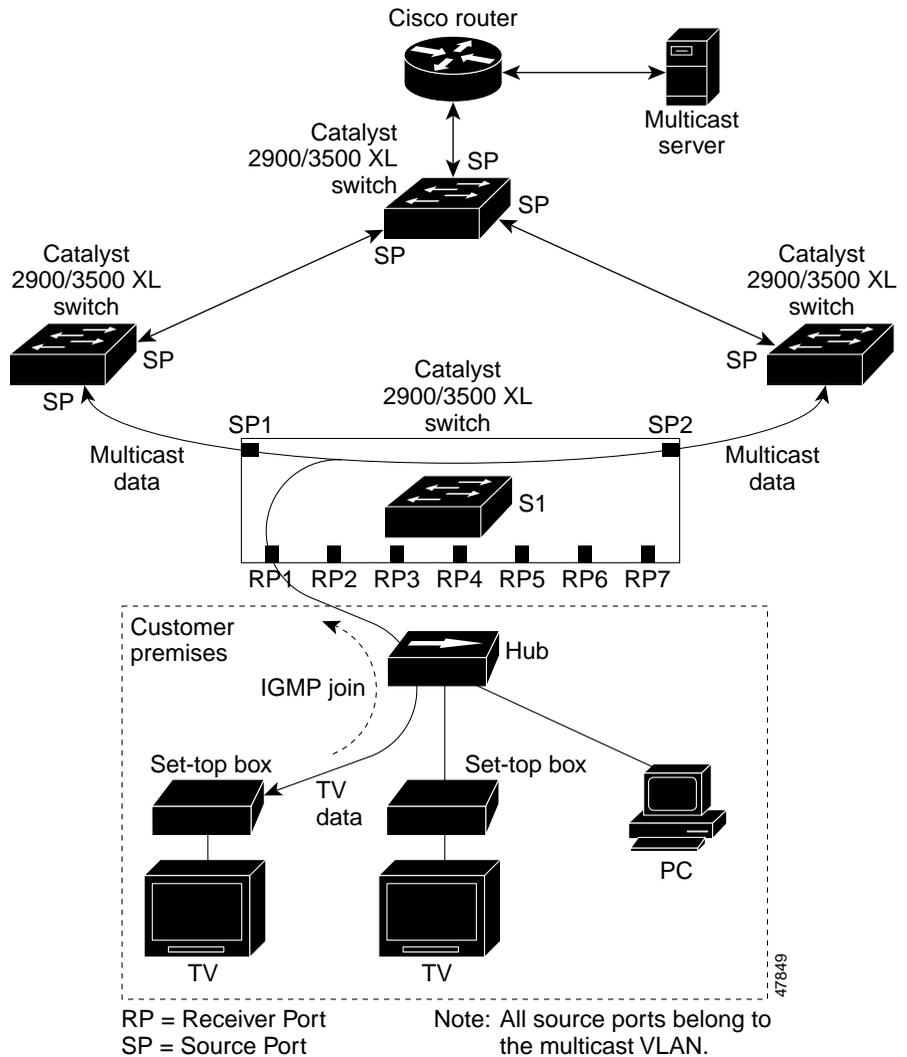 Cisco router
Multicast
server
Catalyst
2900/3500 XL
switch
SP
SP
SP
Catalyst
2900/3500 XL
switch
SP
SP
Catalyst
2900/3500 XL
switch
SP
Catalyst
2900/3500 XL
switch
SP1
SP2
Multicast
data
Multicast
data
S1
RP1
RP2
RP3
RP4
RP5
RP6
RP7
Customer
premises
Hub
IGMP join
Set-top box
TV
data
Set-top box
PC
TV
TV
47849
RP = Receiver Port
SP = Source Port
Note: All source ports belong to
the multicast VLAN.